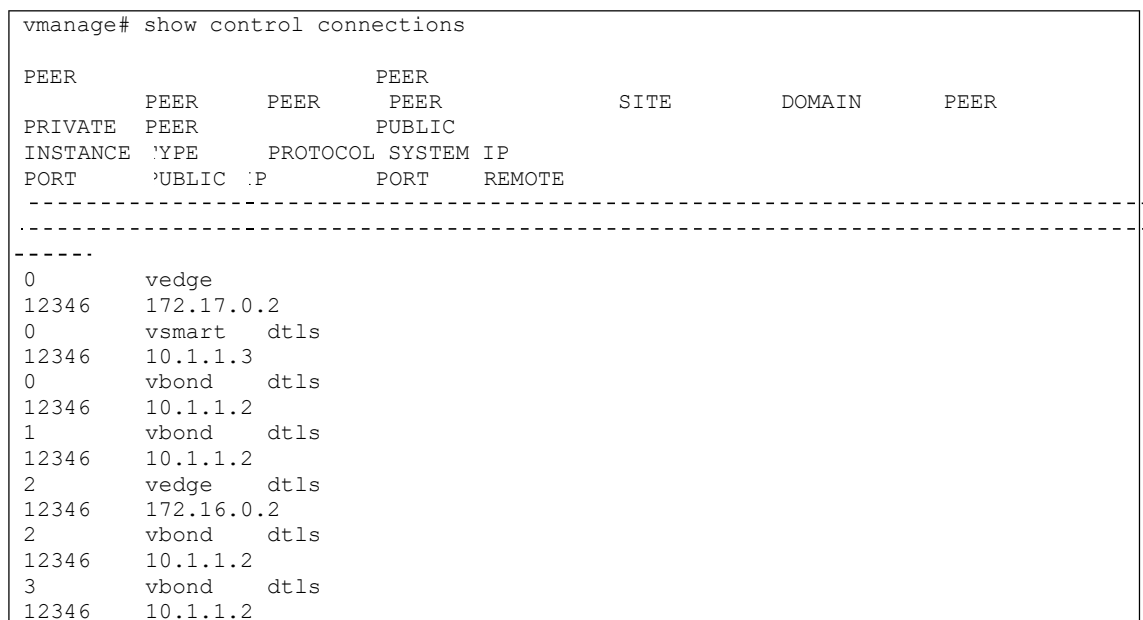 vmanage# show control connections
PEER PEER
PEER PEER PEER SITE DOMAIN PEER
PRIVATE PEER PUBLIC
INSTANCE YPE PROTOCOL SYSTEM IP
PORT PUBLIC IP PORT REMOTE
0 vedge
12346 172.17.0.2
0 vsmart dtls
12346 10.1.1.3
0 vbond dtls
12346 10.1.1.2
1 vbond dtls
12346 10.1.1.2
2 vedge dtls
12346 172.16.0.2
2 vbond dtls
12346 10.1.1.2
3 vbond dtls
12346 10.1.1.2